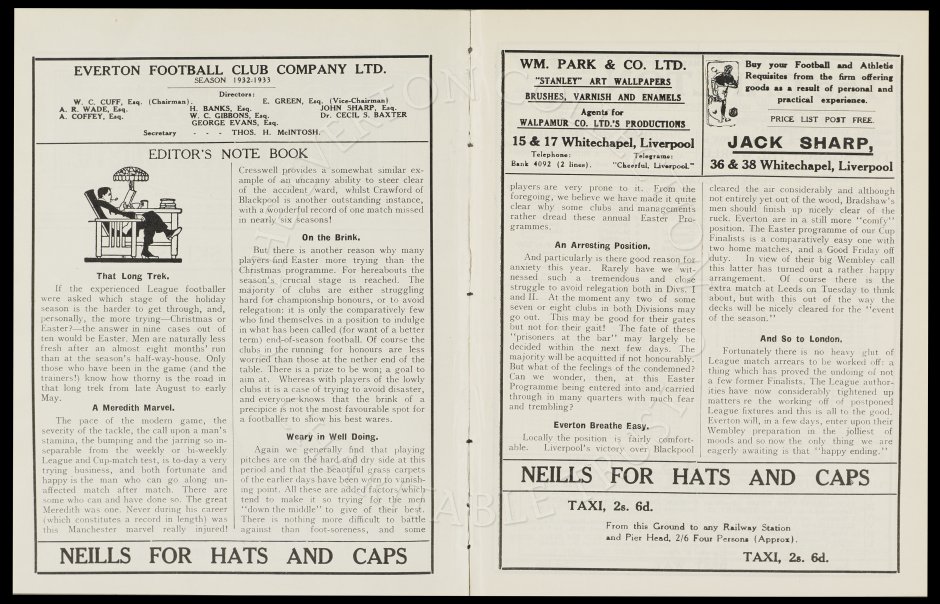 EVERTON FOOTBALL CLUB COMPANY LTD.
SEASON 1932-1933
Directors:
W. C. CUFF, Esq. (Chairman). E. GREEN, Esq. (Vice-Chairman)
A. R. WADE, Esq. H. BANKS, Esq. JOHN SHARP, Esq.
A. COFFEY, Esq. W. C. GIBBONS, Esq. Dr. CECIL S. BAXTER
GEORGE EVANS, Esq.
Secretary - - - THOS. H. McINTOSH.
EDITOR'S NOTE BOOK
That Long Trek.
If the experienced League footballer
were asked which stage of the holiday
season is the harder to get through, and,
personally, the more trying—Christmas or
Easter?—the answer in nine cases out of
ten would be Easter. Men are naturally less
fresh after an almost eight months' run
than at the season's half-way-house. Only
those who have been in the game (and the
trainers!) know how thorny is the road in
that long trek from late August to early
May.
A Meredith Marvel.
The pace of the modern game, the
severity of the tackle, the call upon a man's
stamina, the bumping and the jarring so in-
separable from the weekly or bi-weekly
League and Cup-match test, is to-day a very
trying business, and both fortunate and
happy is the man who can go along un-
affected match after match. There are
some who can and have done so. The great
Meredith was one. Never during his career
(which constitutes a record in length) was
this Manchester marvel really injured!
Cresswell provides a somewhat similar ex-
ample of an uncanny ability to steer clear
of the accident ward, whilst Crawford of
Blackpool is another outstanding instance,
with a wonderful record of one match missed
in nearly six seasons!
On the Brink.
But there is another reason why many
players find Easter more trying than the
Christmas programme. For hereabouts the
season's crucial stage is reached. The
majority of clubs are either struggling
hard for championship honours, or to avoid
relegation: it is only the comparatively few
who find themselves in a position to indulge
in what has been called (for want of a better
term) end-of-season football. Of course the
clubs in the running for honours are less
worried than those at the nether end of the
table. There is a prize to be won; a goal to
aim at. Whereas with players of the lowly
clubs it is a case of trying to avoid disaster,
and everyone knows that the brink of a
precipice is not the most favourable spot for
a footballer to show his best wares.
Weary in Well Doing.
Again we generally find that playing
pitches are on the hard and dry side at this
period and that the beautiful grass carpets
of the earlier days have been worn to vanish-
ing point. All these are added factors which
tend to make it so trying for the men
"down the middle" to give of their best.
There is nothing more difficult to battle
against than foot-soreness, and some
NEILLS FOR HATS AND CAPS
WM. PARK & CO. LTD.
"STANLEY" ART WALLPAPERS
BRUSHES, VARNISH AND ENAMELS
Agents for
WALPAMUR CO. LTD.'S PRODUCTIONS
15 & 17 Whitechapel, Liverpool
Telephone: Telegrams:
Bank 4092 (2 lines). "Cheerful, Liverpool."
Buy your Football and Athletic
Requisites from the firm offering
goods as a result of personal and
practical experience.
PRICE LIST POST FREE.
JACK SHARP,
36 & 38 Whitechapel, Liverpool
players are very prone to it. From the
foregoing, we believe we have made it quite
clear why some clubs and managements
rather dread these annual Easter Pro-
grammes.
An Arresting Position.
And particularly is there good reason for
anxiety this year. Rarely have we wit-
nessed such a tremendous and close
struggle to avoid relegation both in Divs. I
and II. At the moment any two of some
seven or eight clubs in both Divisions may
go out. This may be good for their gates
but not for their gait! The fate of these
"prisoners at the bar" may largely be
decided within the next few days. The
majority will be acquitted if not honourably.
But what of the feelings of the condemned?
Can we wonder, then, at this Easter
Programme being entered into and carried
through in many quarters with much fear
and trembling?
Everton Breathe Easy.
Locally the position is fairly comfort-
able. Liverpool's victory over Blackpool
cleared the air considerably and although
not entirely yet out of the wood, Bradshaw's
men should finish up nicely clear of the
ruck. Everton are in a still more "comfy"
position. The Easter programme of our Cup
Finalists is a comparatively easy one with
two home matches, and a Good Friday off
duty. In view of their big Wembley call
this latter has turned out a rather happy
arrangement. Of course there is the
extra match at Leeds on Tuesday to think
about, but with this out of the way the
decks will be nicely cleared for the "event
of the season."
And So to London.
Fortunately there is no heavy glut of
League match arrears to be worked off: a
thing which has proved the undoing of not
a few former Finalists. The League author-
ities have now considerably tightened up
matters re the working off of postponed
League fixtures and this is all to the good.
Everton will, in a few days, enter upon their
Wembley preparation in the jolliest of
moods and so now the only thing we are
eagerly awaiting is that "happy ending."
NEILLS FOR HATS AND CAPS
TAXI, 2s. 6d.
From this Ground to any Railway Station
and Pier Head, 2/6 Four Persons (Approx).
TAXI, 2s. 6d.